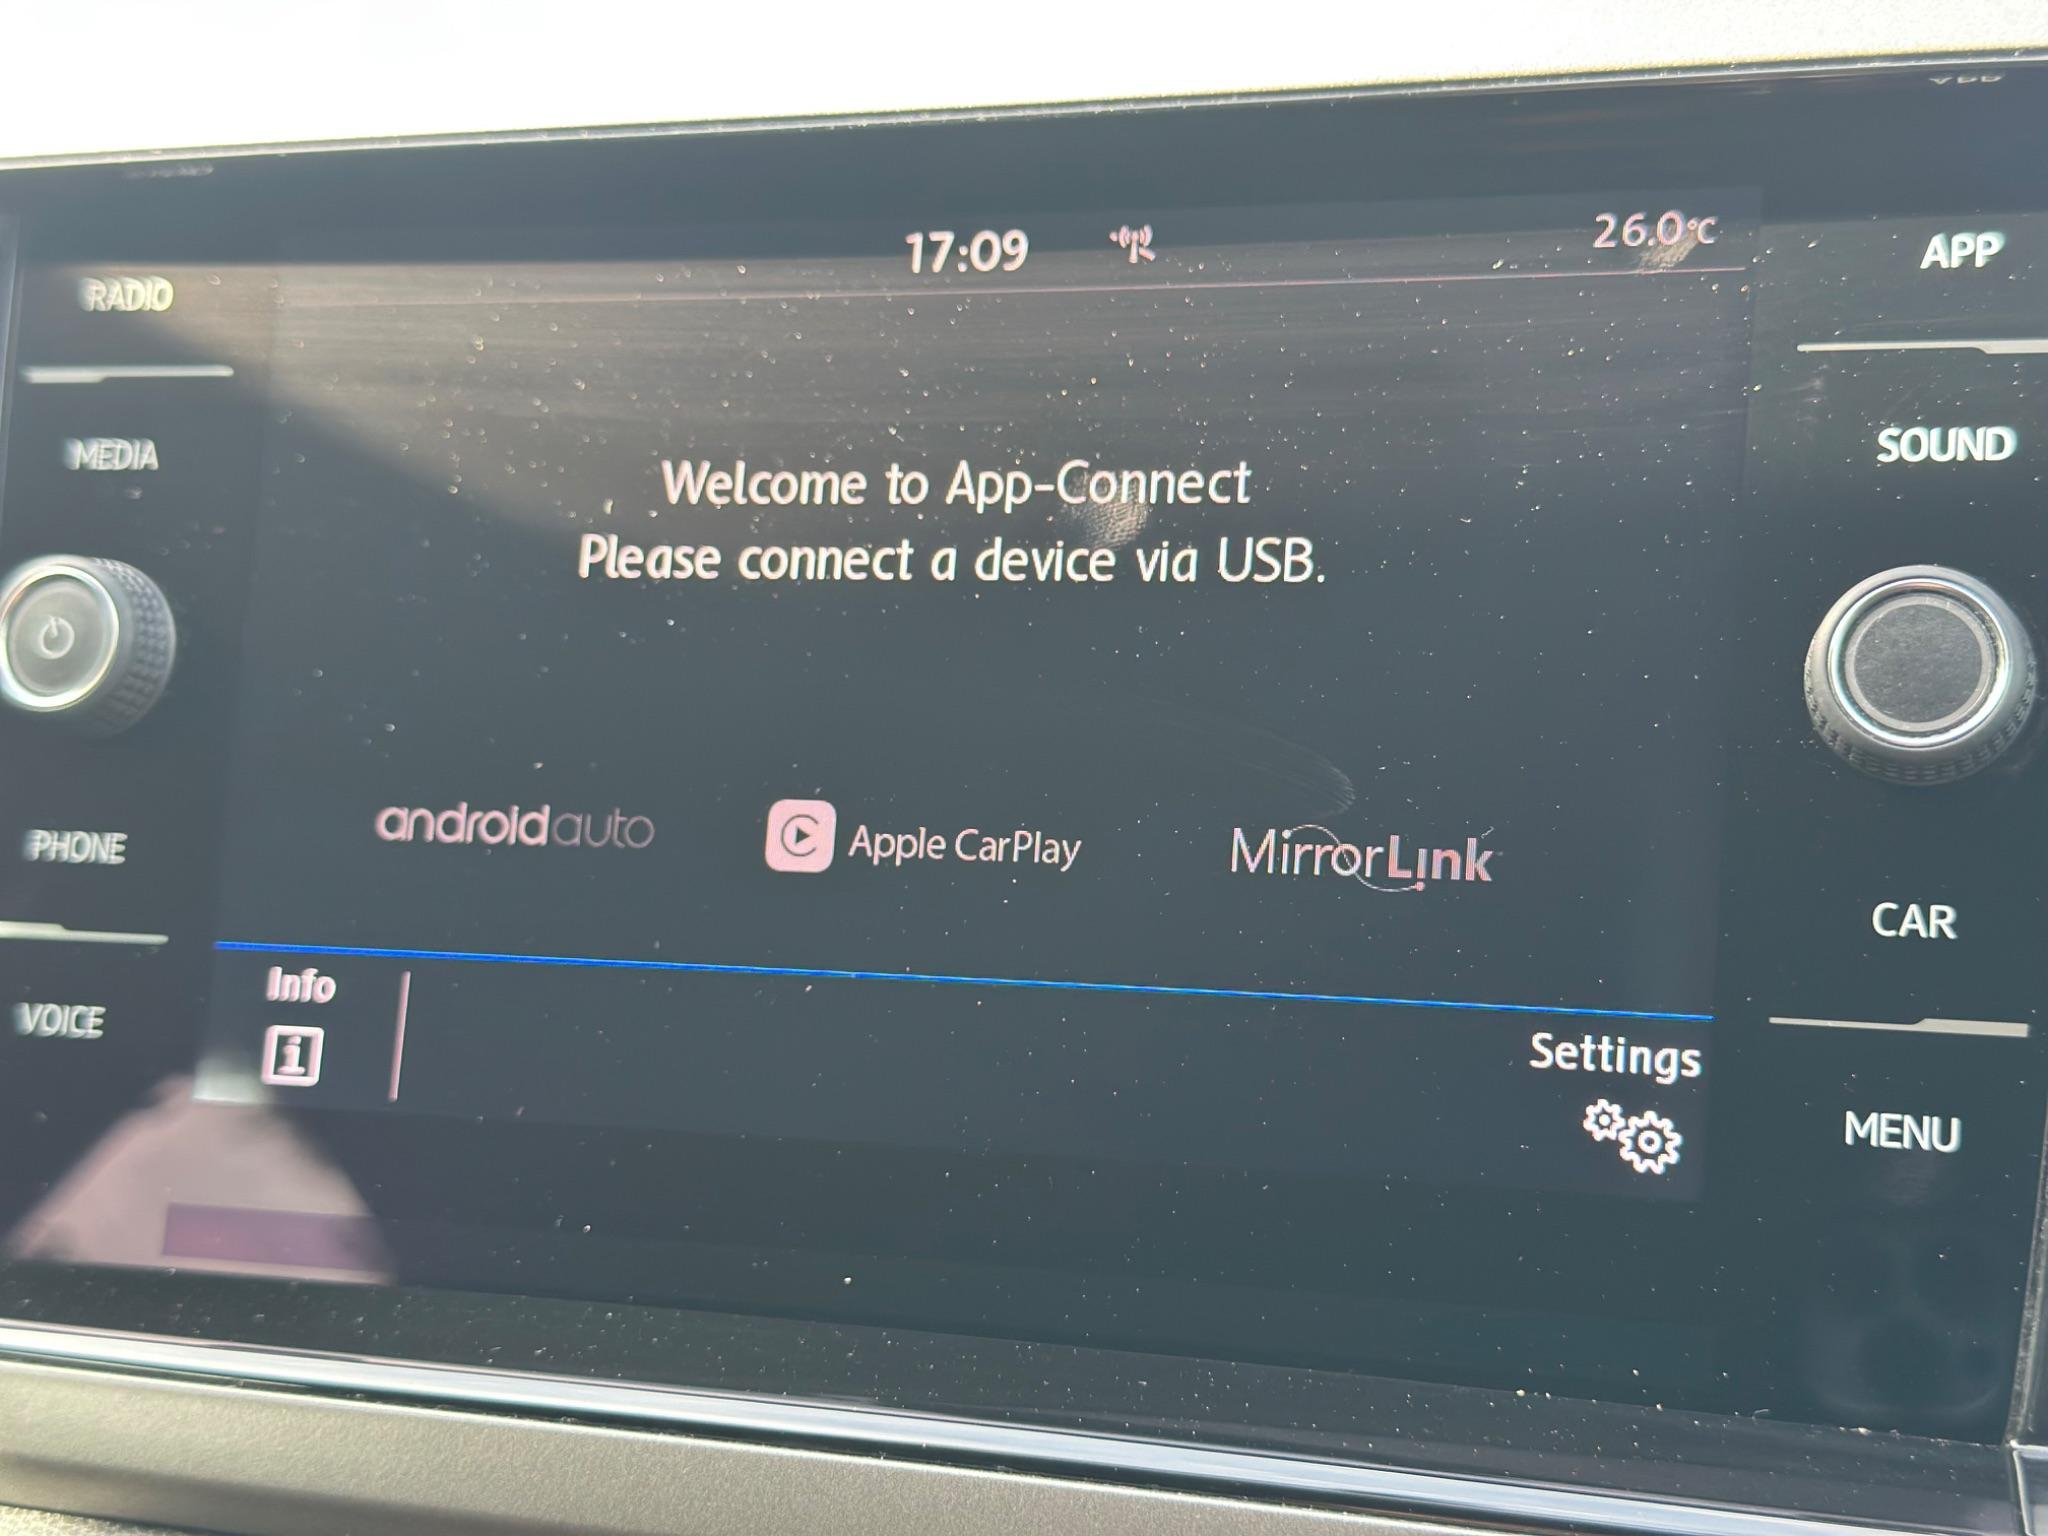 17:09
26.0°C
APP
RADIO
SOUND
MEDIA
Welcome to App-Connect
Please connect a device via USB.
androidauto
Apple CarPlay
MirrorLink
PHONE
CAR
Info
VOICE
Settings
MENU